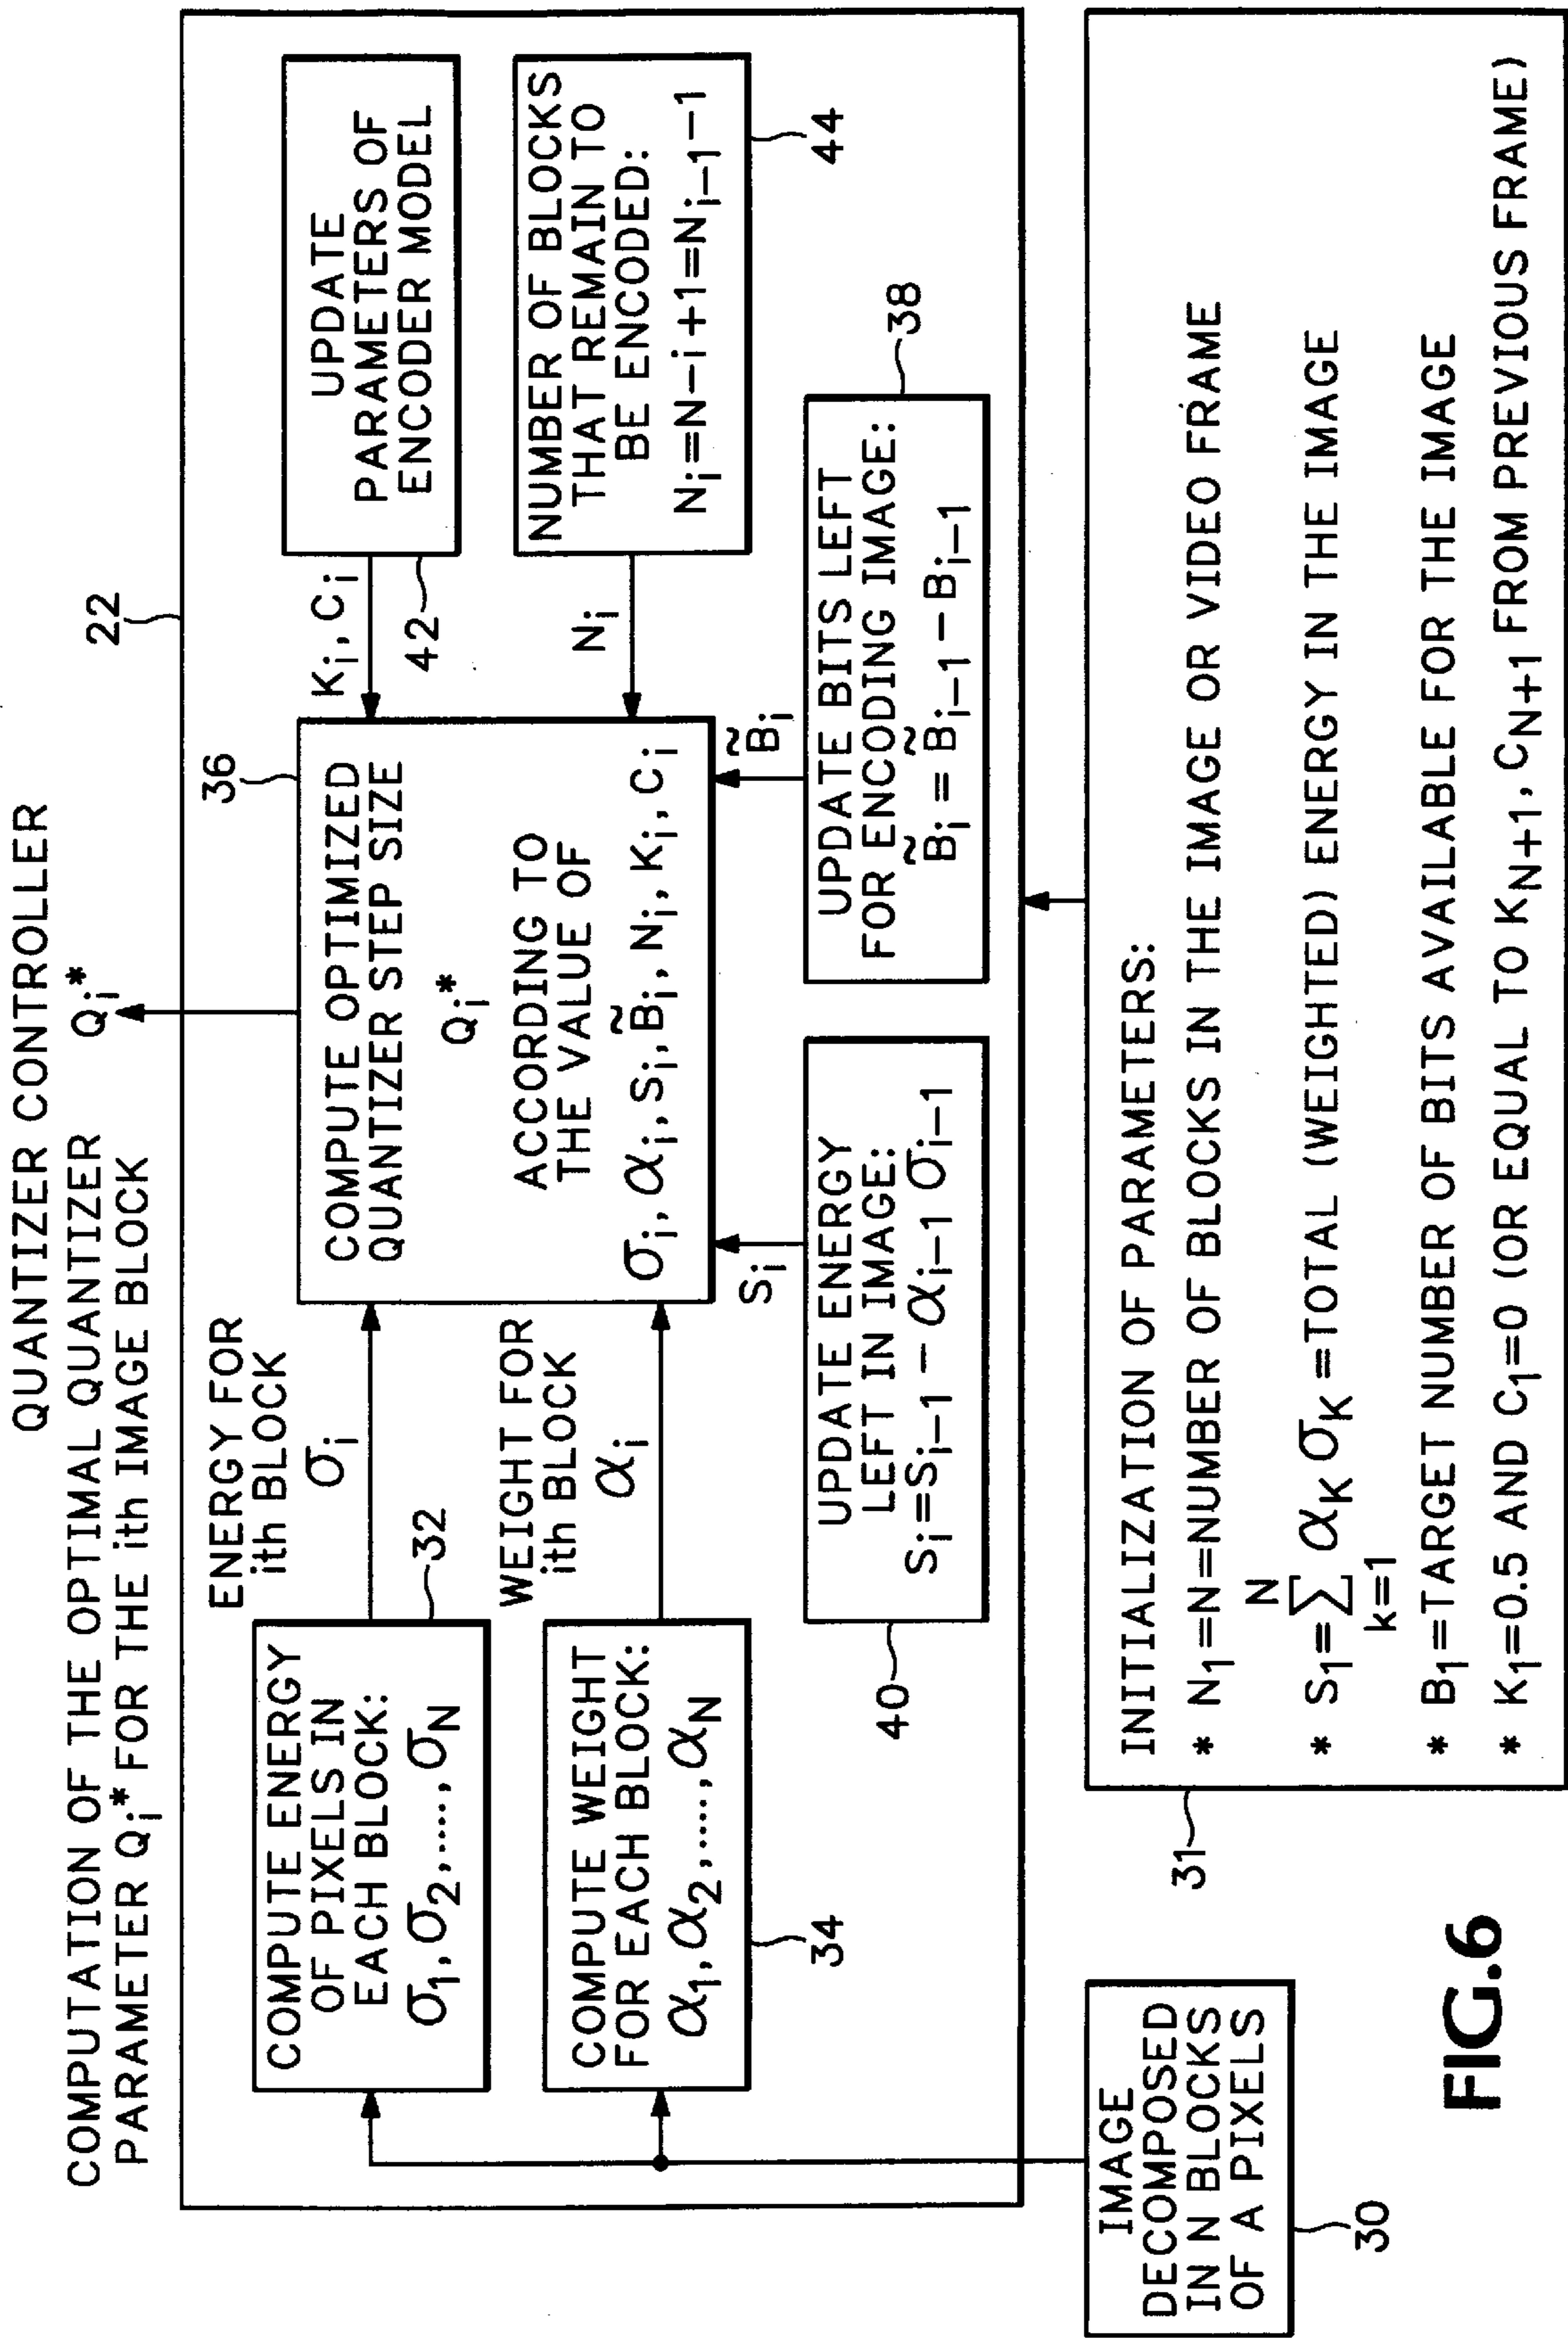 QUANTIZER CONTROLLER
COMPUTATION OF THE OPTIMAL QUANTIZER
PARAMETER Qᵢ* FOR THE ith IMAGE BLOCK
Qᵢ*
22
COMPUTE ENERGY
OF PIXELS IN
EACH BLOCK:
σ₁, σ₂, ...., σ_N
32
ENERGY FOR
ith BLOCK
σᵢ
COMPUTE WEIGHT
FOR EACH BLOCK:
α₁, α₂, ...., α_N
34
WEIGHT FOR
ith BLOCK
αᵢ
36
COMPUTE OPTIMIZED
QUANTIZER STEP SIZE
Qᵢ*
ACCORDING TO
THE VALUE OF
σᵢ, αᵢ, Sᵢ, B̃ᵢ, Nᵢ, Kᵢ, Cᵢ
Kᵢ, Cᵢ
42
UPDATE
PARAMETERS OF
ENCODER MODEL
Nᵢ
NUMBER OF BLOCKS
THAT REMAIN TO
BE ENCODED:
Nᵢ=N−i+1=Nᵢ₋₁−1
44
Sᵢ
UPDATE ENERGY
LEFT IN IMAGE:
Sᵢ=Sᵢ₋₁− αᵢ₋₁ σᵢ₋₁
40
B̃ᵢ
UPDATE BITS LEFT
FOR ENCODING IMAGE:
B̃ᵢ = B̃ᵢ₋₁ − Bᵢ₋₁
38
IMAGE
DECOMPOSED
IN N BLOCKS
OF A PIXELS
30
31
INITIALIZATION OF PARAMETERS:
* N₁=N=NUMBER OF BLOCKS IN THE IMAGE OR VIDEO FRAME
N
* S₁=∑ α_K σ_K =TOTAL (WEIGHTED) ENERGY IN THE IMAGE
k=1
* B₁=TARGET NUMBER OF BITS AVAILABLE FOR THE IMAGE
* K₁=0.5 AND C₁=0 (OR EQUAL TO K_N+1, C_N+1 FROM PREVIOUS FRAME)
FIG.6